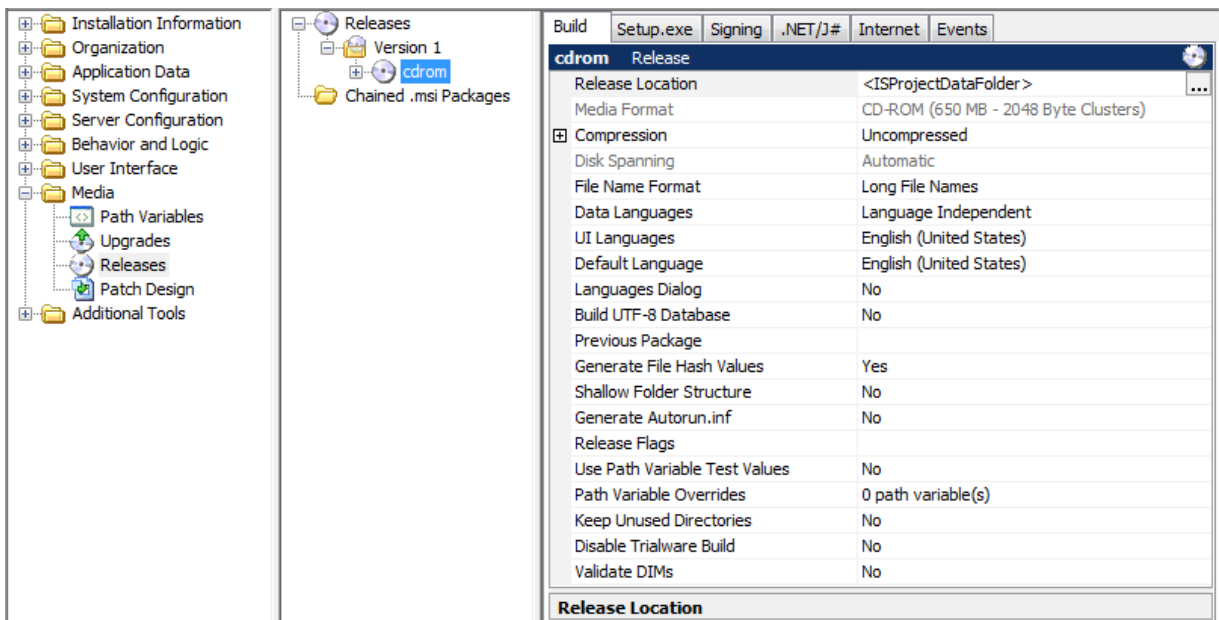 Installation Information
Organization
Application Data
System Configuration
Server Configuration
Behavior and Logic
User Interface
Media
Path Variables
Upgrades
Releases
Patch Design
Additional Tools
Releases
Version 1
cdrom
Chained .msi Packages
Build Setup.exe Signing .NET/J# Internet Events
cdrom Release
Release Location <ISProjectDataFolder> ...
Media Format CD-ROM (650 MB - 2048 Byte Clusters)
Compression Uncompressed
Disk Spanning Automatic
File Name Format Long File Names
Data Languages Language Independent
UI Languages English (United States)
Default Language English (United States)
Languages Dialog No
Build UTF-8 Database No
Previous Package
Generate File Hash Values Yes
Shallow Folder Structure No
Generate Autorun.inf No
Release Flags
Use Path Variable Test Values No
Path Variable Overrides 0 path variable(s)
Keep Unused Directories No
Disable Trialware Build No
Validate DIMs No
Release Location